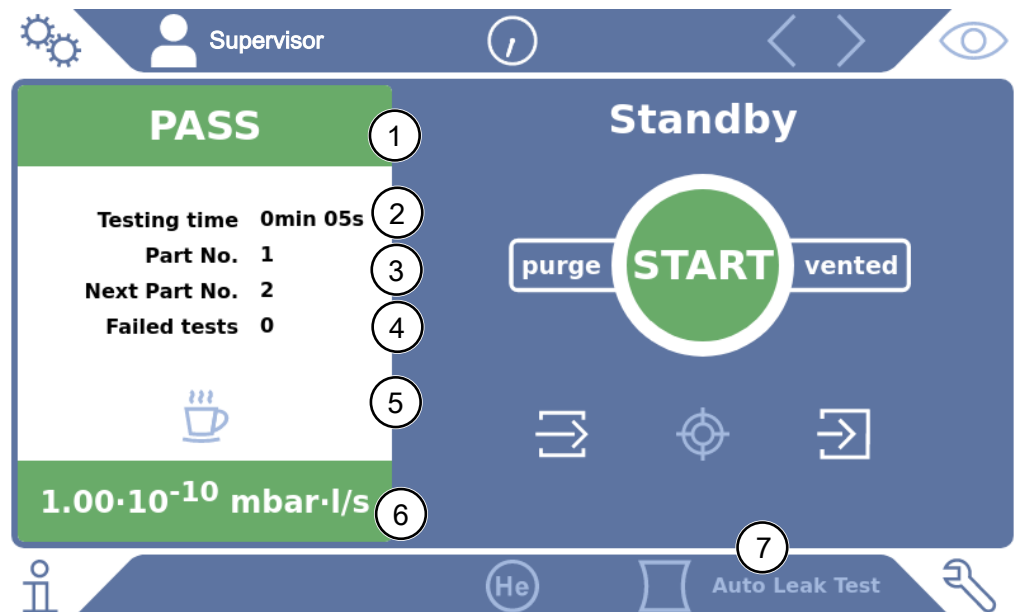 Supervisor
PASS
1
Standby
Testing time 0min 05s
2
Part No. 1
3
Next Part No. 2
Failed tests 0
4
purge START vented
5
1.00·10⁻¹⁰ mbar·l/s
6
7
He
Auto Leak Test